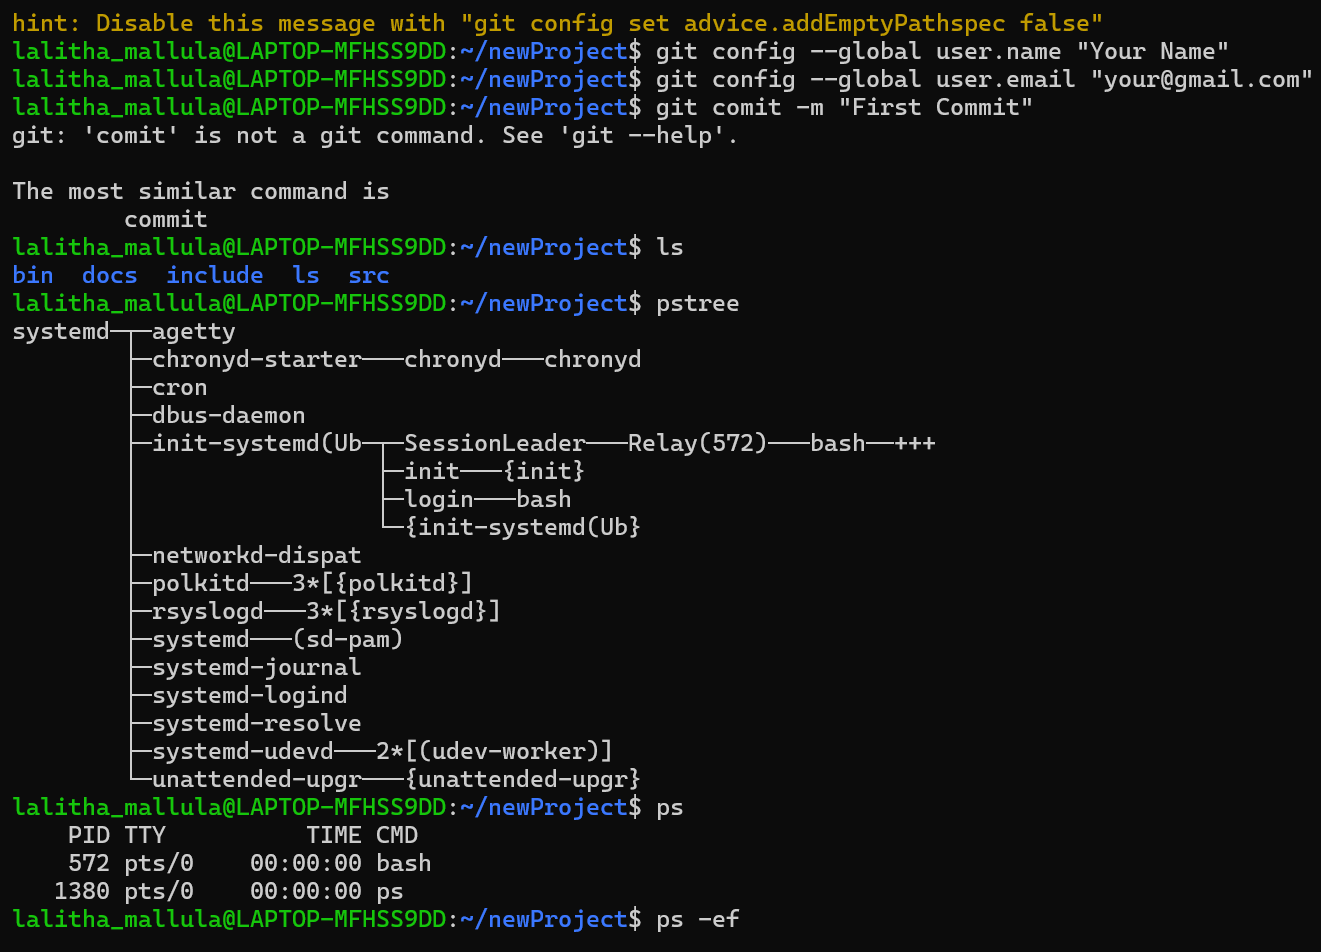 hint: Disable this message with "git config set advice.addEmptyPathspec false"
lalitha_mallula@LAPTOP-MFHSS9DD:~/newProject$ git config --global user.name "Your Name"
lalitha_mallula@LAPTOP-MFHSS9DD:~/newProject$ git config --global user.email "your@gmail.com"
lalitha_mallula@LAPTOP-MFHSS9DD:~/newProject$ git comit -m "First Commit"
git: 'comit' is not a git command. See 'git --help'.

The most similar command is
        commit
lalitha_mallula@LAPTOP-MFHSS9DD:~/newProject$ ls
bin  docs  include  ls  src
lalitha_mallula@LAPTOP-MFHSS9DD:~/newProject$ pstree
systemd─┬─agetty
        ├─chronyd-starter───chronyd───chronyd
        ├─cron
        ├─dbus-daemon
        ├─init-systemd(Ub─┬─SessionLeader───Relay(572)───bash──+++
        │                 ├─init───{init}
        │                 ├─login───bash
        │                 └─{init-systemd(Ub}
        ├─networkd-dispat
        ├─polkitd───3*[{polkitd}]
        ├─rsyslogd───3*[{rsyslogd}]
        ├─systemd───(sd-pam)
        ├─systemd-journal
        ├─systemd-logind
        ├─systemd-resolve
        ├─systemd-udevd───2*[(udev-worker)]
        └─unattended-upgr───{unattended-upgr}
lalitha_mallula@LAPTOP-MFHSS9DD:~/newProject$ ps
    PID TTY          TIME CMD
    572 pts/0    00:00:00 bash
   1380 pts/0    00:00:00 ps
lalitha_mallula@LAPTOP-MFHSS9DD:~/newProject$ ps -ef